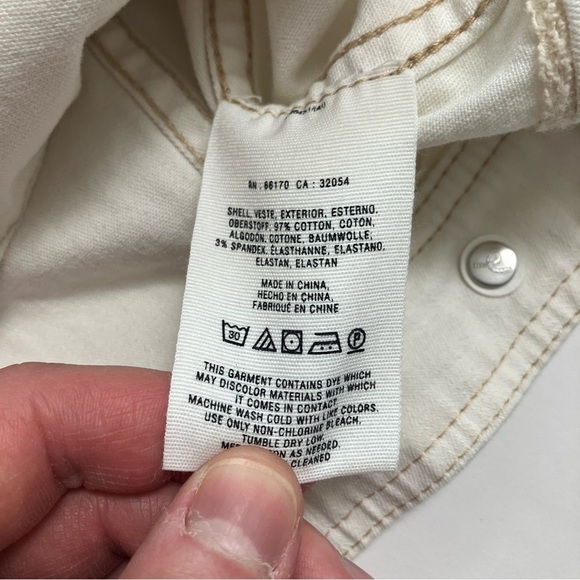 RN : 66170 CA : 32054
SHELL, VESTE, EXTERIOR, ESTERNO,
OBERSTOFF: 97% COTTON, COTON,
ALGODÓN, COTONE, BAUMWOLLE,
3% SPANDEX, ÉLASTHANNE, ELASTANO,
ELASTAN, ELASTAN
MADE IN CHINA,
HECHO EN CHINA,
FABRIQUÉ EN CHINE
30 P
THIS GARMENT CONTAINS DYE WHICH
MAY DISCOLOR MATERIALS WITH WHICH
IT COMES IN CONTACT
MACHINE WASH COLD WITH LIKE COLORS,
USE ONLY NON-CHLORINE BLEACH,
TUMBLE DRY LOW,
AS NEEDED,
CLEANED